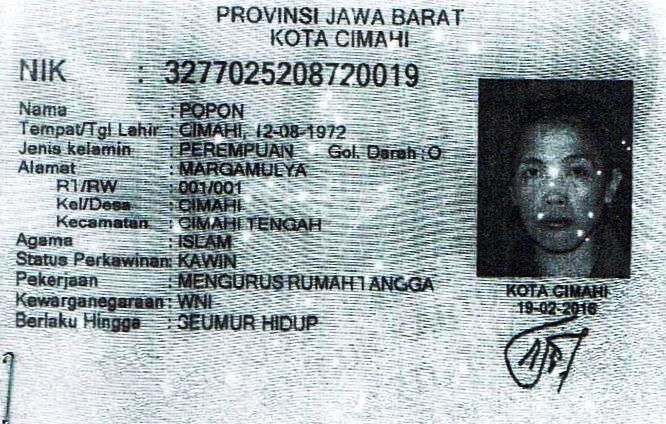 PROVINSI JAWA BARAT
KOTA CIMAHI
NIK : 3277025208720019
Nama : POPON
Tempat/Tgl Lahir : CIMAHI, 12-08-1972
Jenis kelamin : PEREMPUAN Gol. Darah : O
Alamat : MARGAMULYA
RT/RW : 001/001
Kel/Desa : CIMAHI
Kecamatan : CIMAHI TENGAH
Agama : ISLAM
Status Perkawinan: KAWIN
Pekerjaan : MENGURUS RUMAH TANGGA
Kewarganegaraan : WNI
Berlaku Hingga : SEUMUR HIDUP
KOTA CIMAHI
19-02-2016